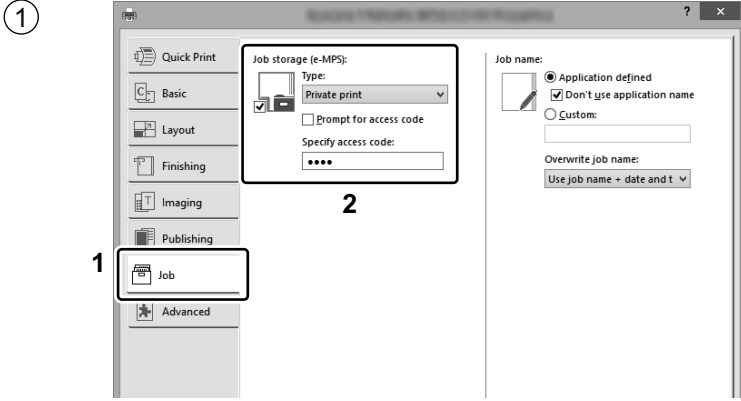 1
? ×
Quick Print
Basic
Layout
Finishing
Imaging
Publishing
1
Job
Advanced
Job storage (e-MPS):
Type:
Private print
Prompt for access code
Specify access code:
••••
2
Job name:
Application defined
Don't use application name
Custom:
Overwrite job name:
Use job name + date and t